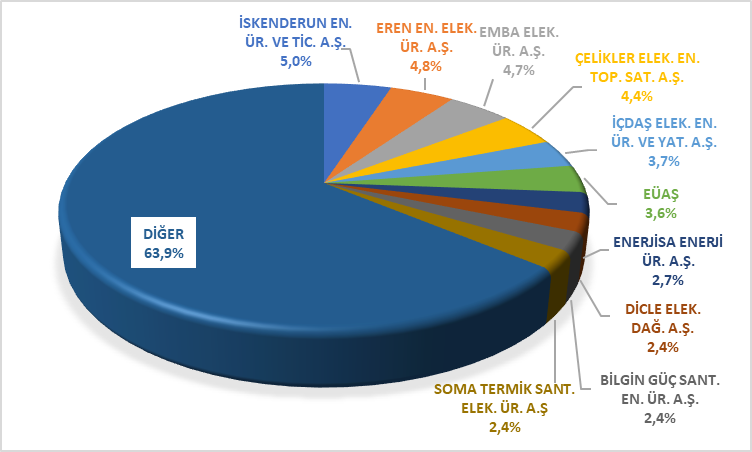 İSKENDERUN EN.
ÜR. VE TİC. A.Ş.
5,0%
EREN EN. ELEK.
ÜR. A.Ş.
4,8%
EMBA ELEK.
ÜR. A.Ş.
4,7%
ÇELİKLER ELEK. EN.
TOP. SAT. A.Ş.
4,4%
İÇDAŞ ELEK. EN.
ÜR. VE YAT. A.Ş.
3,7%
EÜAŞ
3,6%
ENERJİSA ENERJİ
ÜR. A.Ş.
2,7%
DİCLE ELEK.
DAĞ. A.Ş.
2,4%
BİLGİN GÜÇ SANT.
EN. ÜR. A.Ş.
2,4%
SOMA TERMİK SANT.
ELEK. ÜR. A.Ş
2,4%
DİĞER
63,9%